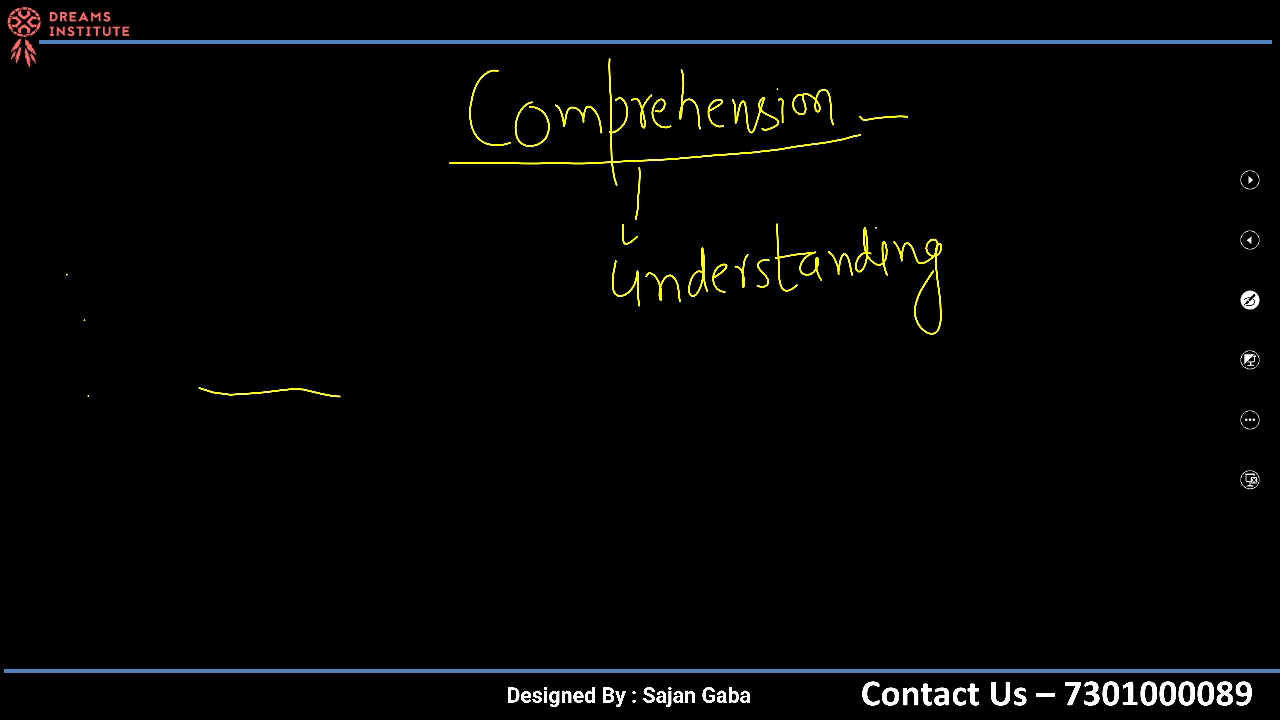 DREAMS
INSTITUTE
Comprehension –
Understanding
Designed By : Sajan Gaba
Contact Us – 7301000089